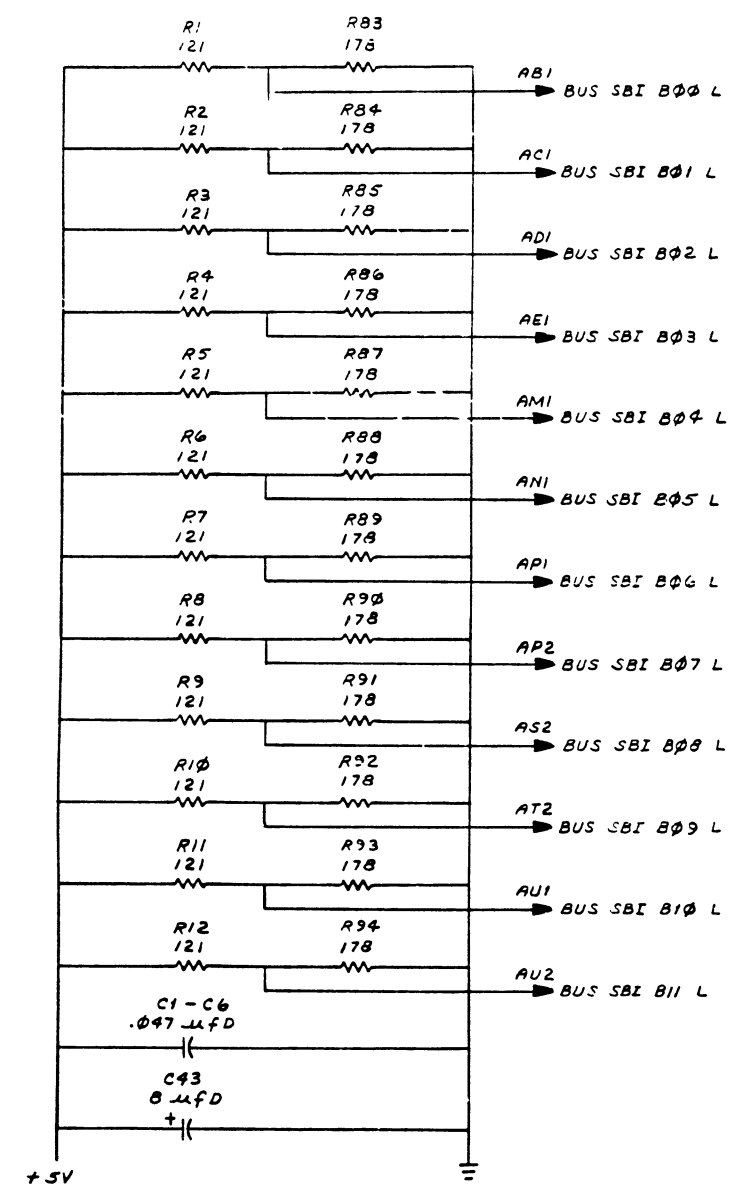 R1 R83
121 178
AB1
BUS SBI BØØ L
R2 R84
121 178
AC1
BUS SBI BØ1 L
R3 R85
121 178
AD1
BUS SBI BØ2 L
R4 R86
121 178
AE1
BUS SBI BØ3 L
R5 R87
121 178
AM1
BUS SBI BØ4 L
R6 R88
121 178
AN1
BUS SBI BØ5 L
R7 R89
121 178
AP1
BUS SBI BØ6 L
R8 R9Ø
121 178
AP2
BUS SBI BØ7 L
R9 R91
121 178
AS2
BUS SBI BØ8 L
R1Ø R92
121 178
AT2
BUS SBI BØ9 L
R11 R93
121 178
AU1
BUS SBI B1Ø L
R12 R94
121 178
AU2
BUS SBI B11 L
C1 - C6
.Ø47 µfD
C43
8 µfD
+
+5V